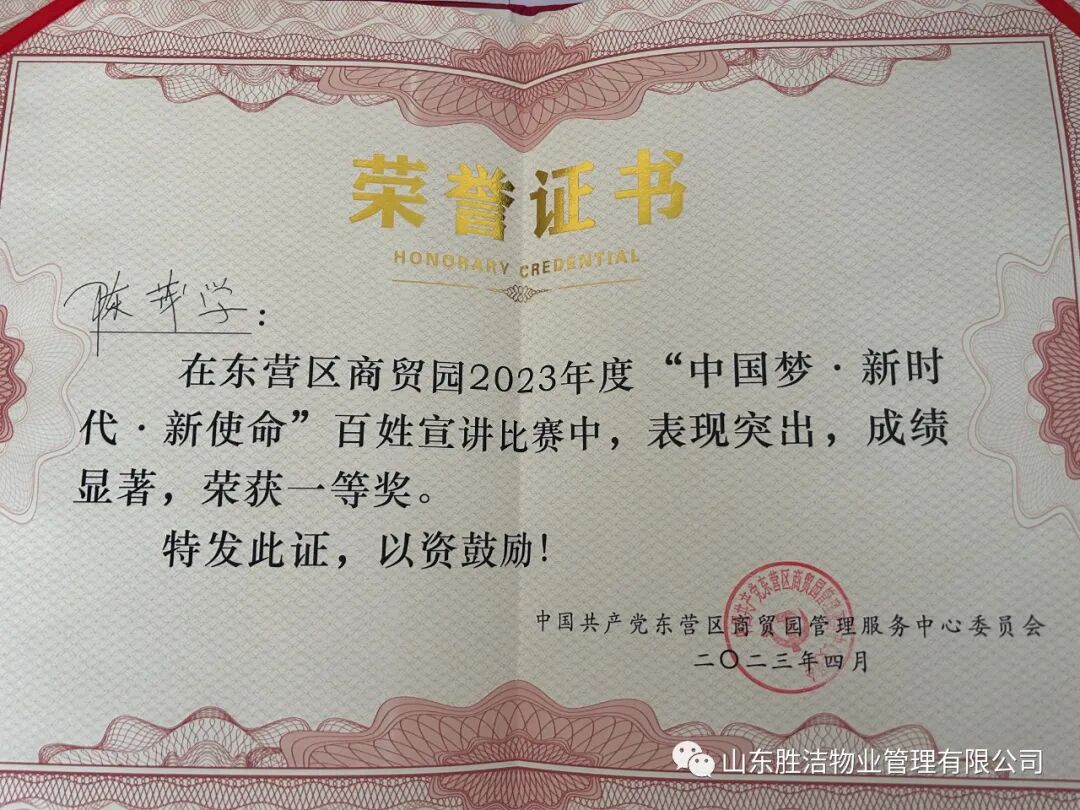 荣誉证书
HONORARY CREDENTIAL
陈茂学：
在东营区商贸园2023年度“中国梦·新时
代·新使命”百姓宣讲比赛中，表现突出，成绩
显著，荣获一等奖。
特发此证，以资鼓励！
中国共产党东营区商贸园管理服务中心委员会
二〇二三年四月
山东胜洁物业管理有限公司